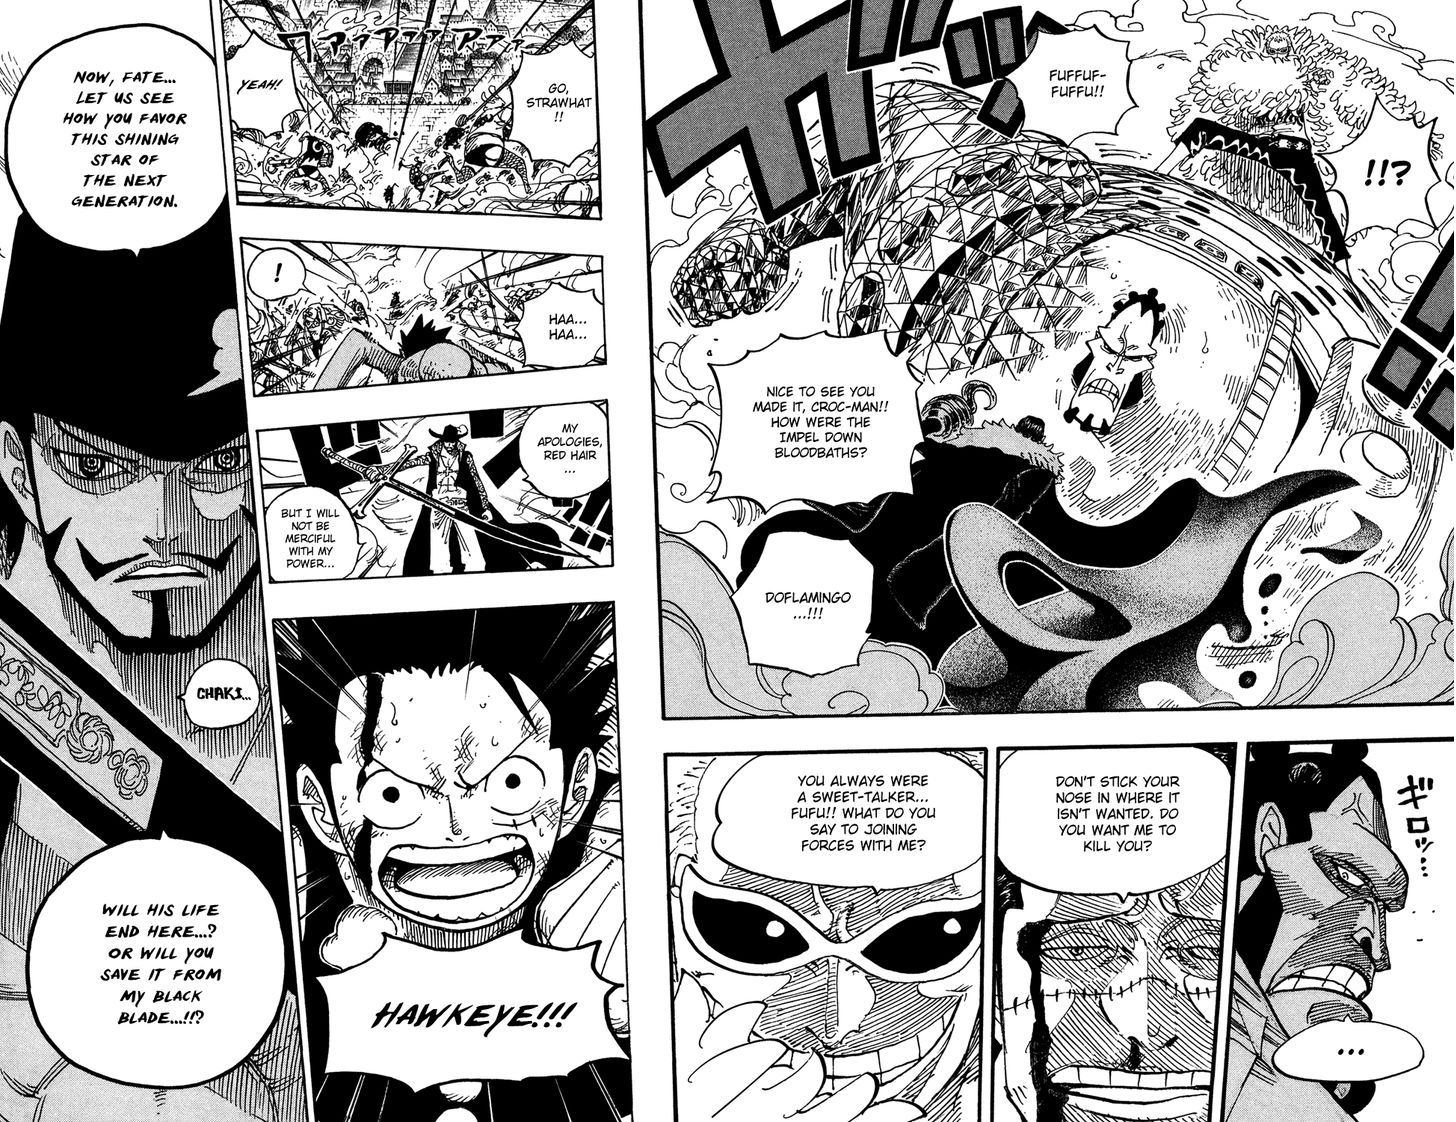 !!?
FUFFUF-
FUFFU!!
NICE TO SEE YOU
MADE IT, CROC-MAN!!
HOW WERE THE
IMPEL DOWN
BLOODBATHS?
DOFLAMINGO
...!!!
ギロッ…
...
DON'T STICK YOUR
NOSE IN WHERE IT
ISN'T WANTED. DO
YOU WANT ME TO
KILL YOU?
YOU ALWAYS WERE
A SWEET-TALKER...
FUFU!! WHAT DO YOU
SAY TO JOINING
FORCES WITH ME?
GO,
STRAWHAT
!!
YEAH!
HAA...
HAA...
!
MY
APOLOGIES,
RED HAIR
...
BUT I WILL
NOT BE
MERCIFUL
WITH MY
POWER...
HAWKEYE!!!
NOW, FATE...
LET US SEE
HOW YOU FAVOR
THIS SHINING
STAR OF
THE NEXT
GENERATION.
CHAKI...
WILL HIS LIFE
END HERE...?
OR WILL YOU
SAVE IT FROM
MY BLACK
BLADE...!!?